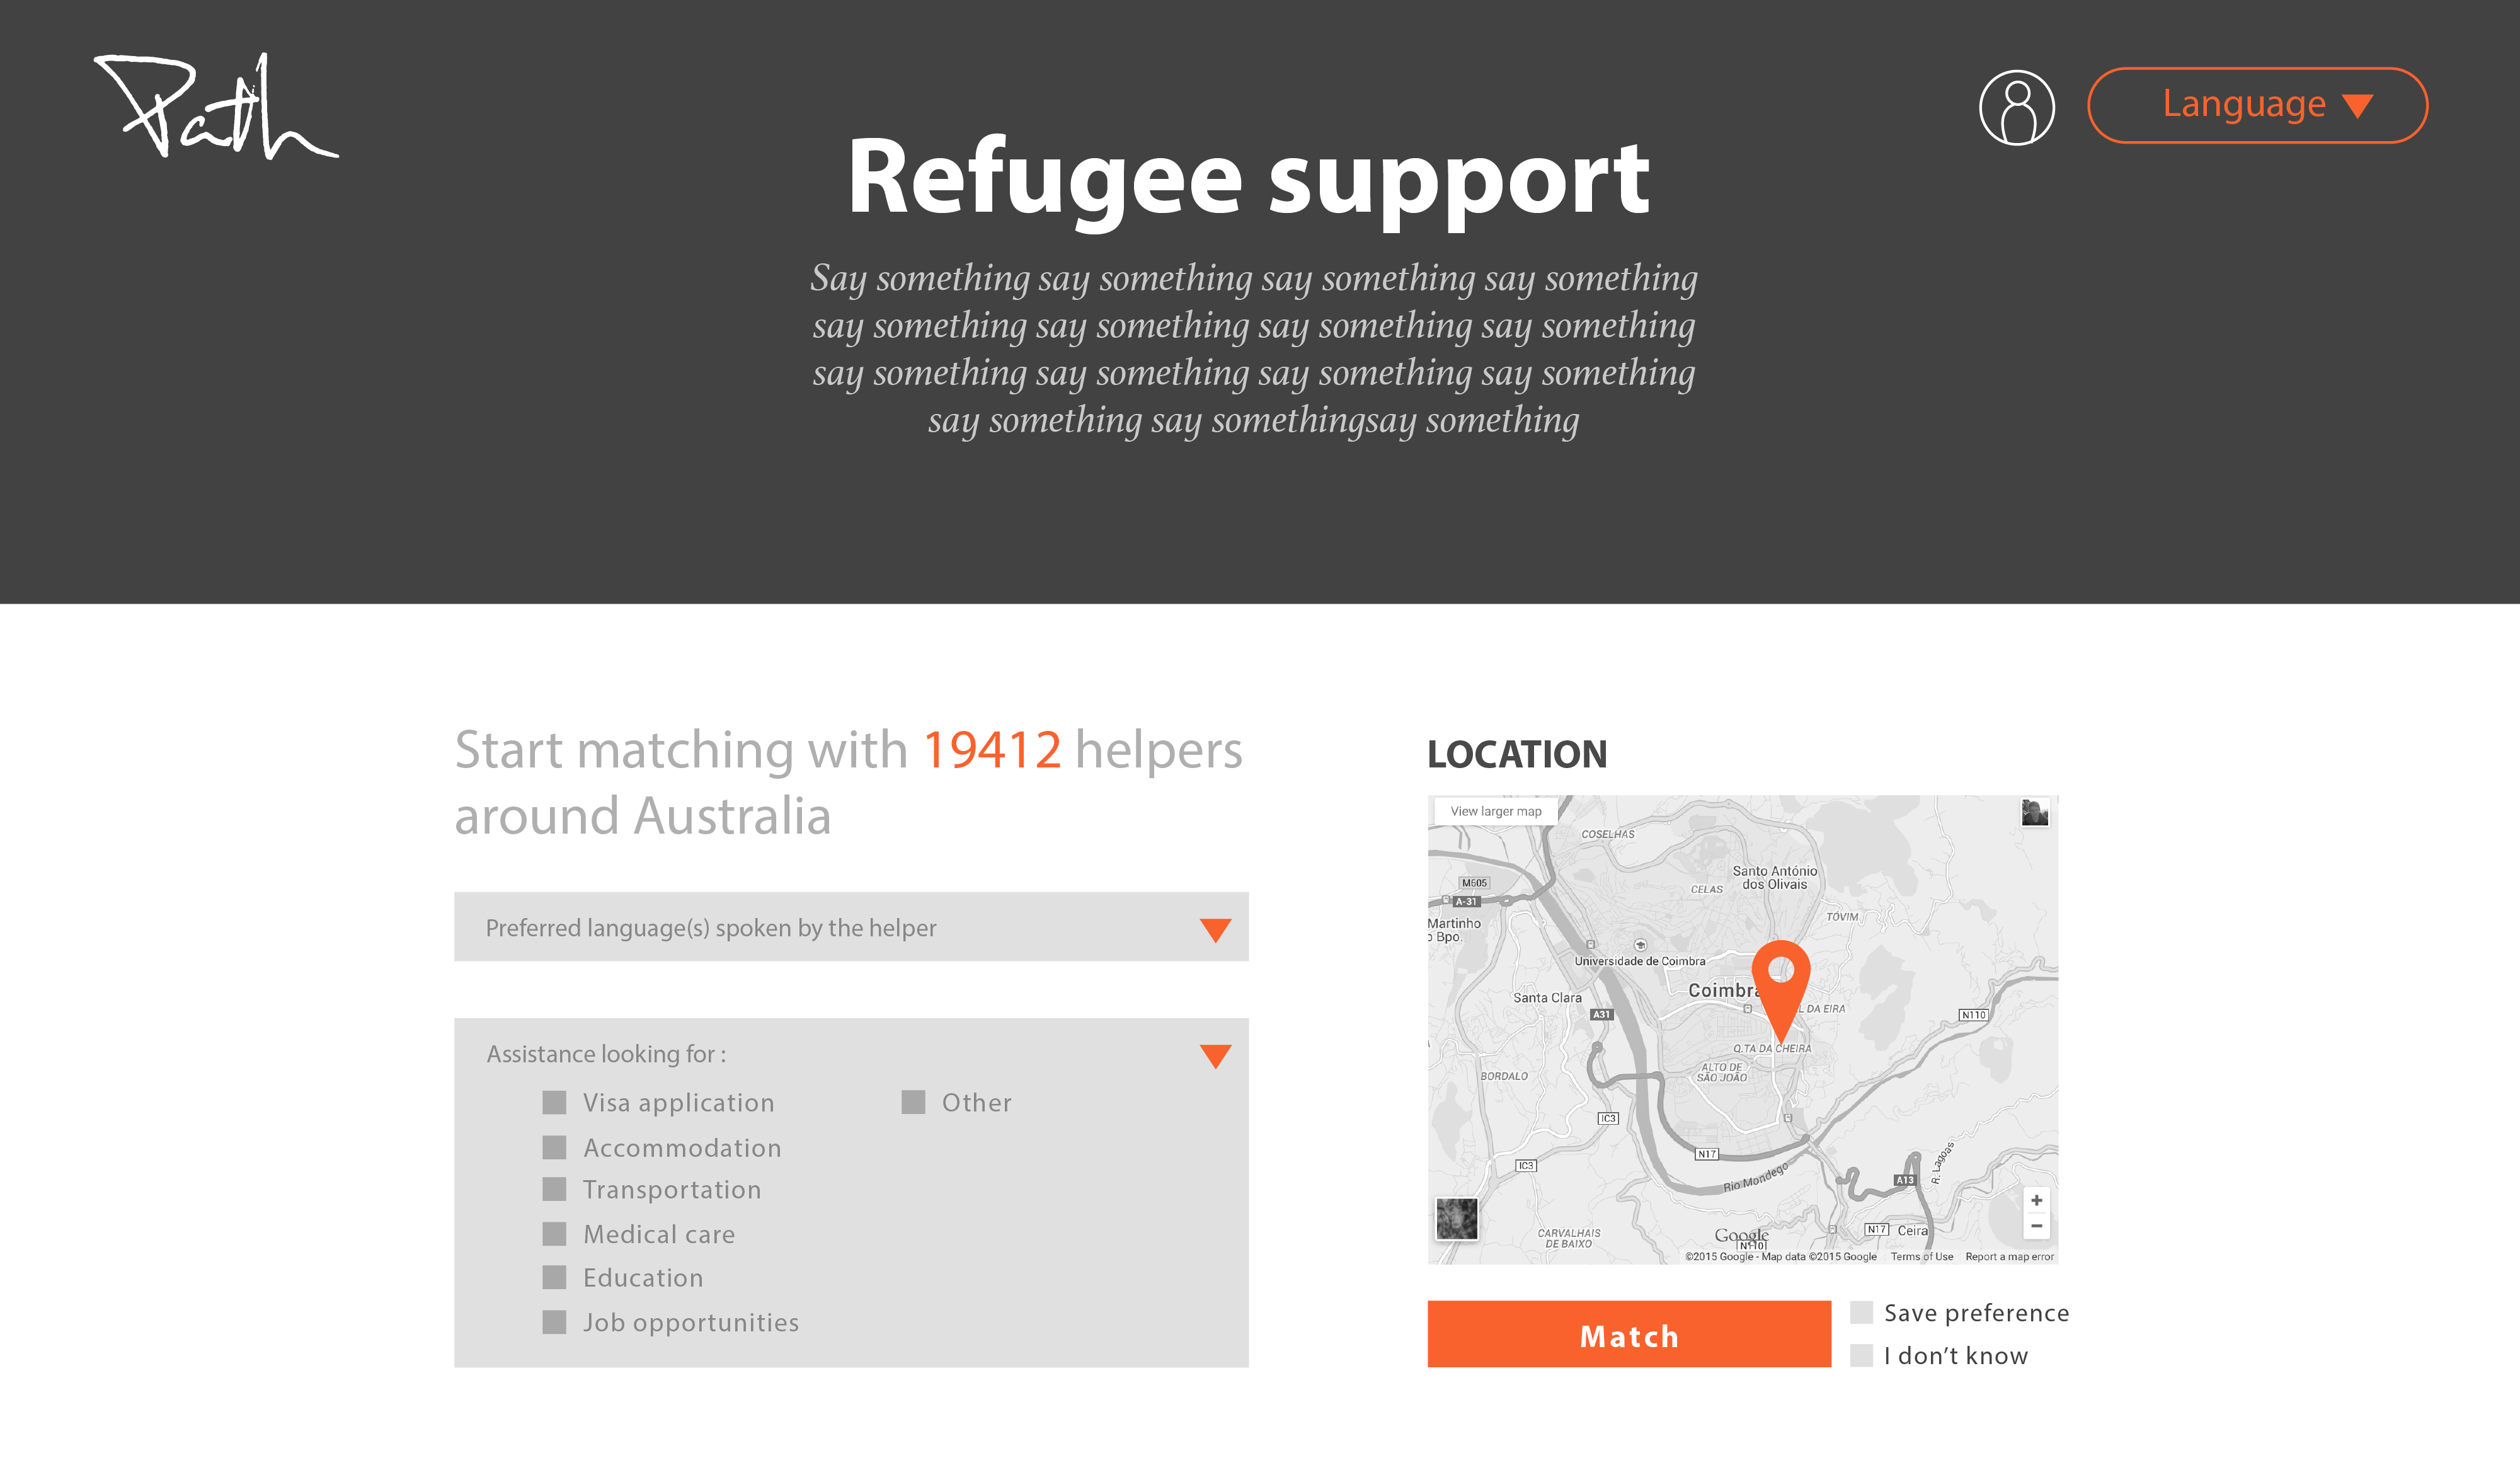 Path
Language
Refugee support
Say something say something say something say something
say something say something say something say something
say something say something say something say something
say something say somethingsay something
Start matching with 19412 helpers
around Australia
Preferred language(s) spoken by the helper
Assistance looking for :
Visa application
Other
Accommodation
Transportation
Medical care
Education
Job opportunities
LOCATION
View larger map
COSELHAS
Santo António
dos Olivais
M605
CELAS
A-31
TÓVIM
Martinho
Bpo.
Universidade de Coimbra
Santa Clara
Coimbra
L DA EIRA
A31
N110
Q.TA DA CHEIRA
ALTO DE
SÃO JOÃO
BORDALO
IC3
N17
R. Lagoas
IC3
Rio Mondego
A13
+
−
CARVALHAIS
DE BAIXO
Google
N110
N17
Ceira
©2015 Google - Map data ©2015 Google Terms of Use Report a map error
Match
Save preference
I don’t know